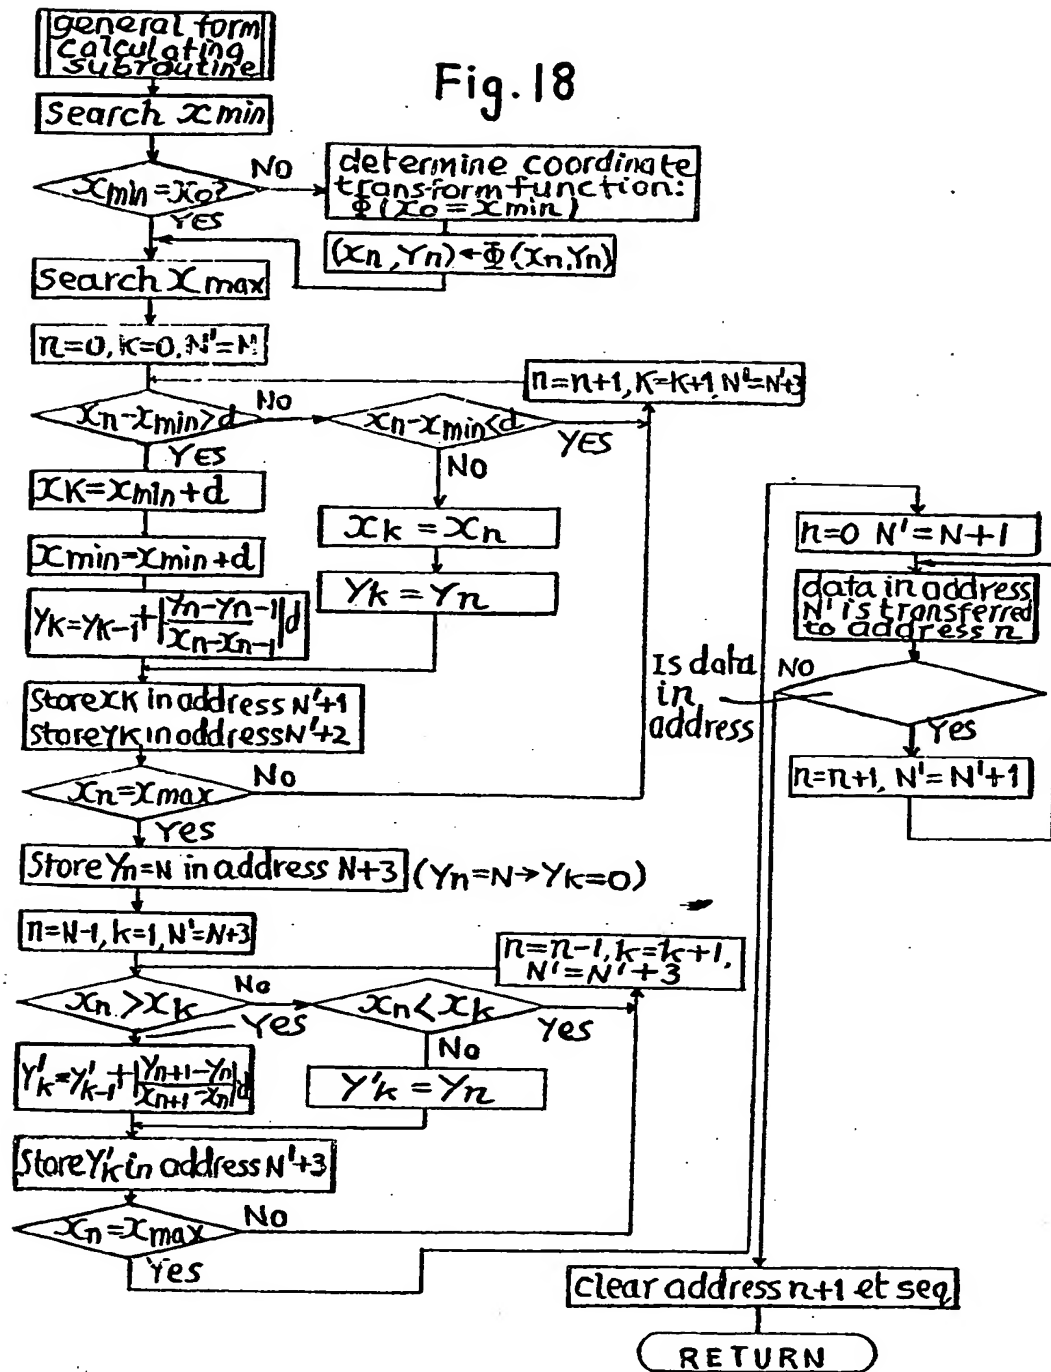 general form
calculating
subroutine
Fig. 18
search xmin
xmin=x0?
NO
YES
determine coordinate
transform function:
Φ(x0=xmin)
(xn,Yn)←Φ(xn,Yn)
search xmax
n=0, k=0, N'=N
n=n+1, K=k+1, N'=N'+3
xn-xmin>d
No
YES
xn-xmin<d
YES
NO
xK=xmin+d
xk=xn
xmin=xmin+d
Yk=Yn
YK=YK-1+|Yn-Yn-1/xn-xn-1|d
store xK in address N'+1
store YK in address N'+2
xn=xmax
No
Yes
Store Yn=N in address N+3 (Yn=N→Yk=0)
n=N-1, k=1, N'=N+3
n=n-1, k=k+1,
N'=N'+3
xn>xk
No
Yes
xn<xk
Yes
No
Y'k=Y'k-1+|Yn+1-Yn/xn+1-xn|d
Y'k=Yn
Store Y'k in address N'+3
xn=xmax
No
Yes
n=0 N'=N+1
data in address
N' is transferred
to address n
Is data
in
address
NO
Yes
n=n+1, N'=N'+1
clear address n+1 et seq
RETURN